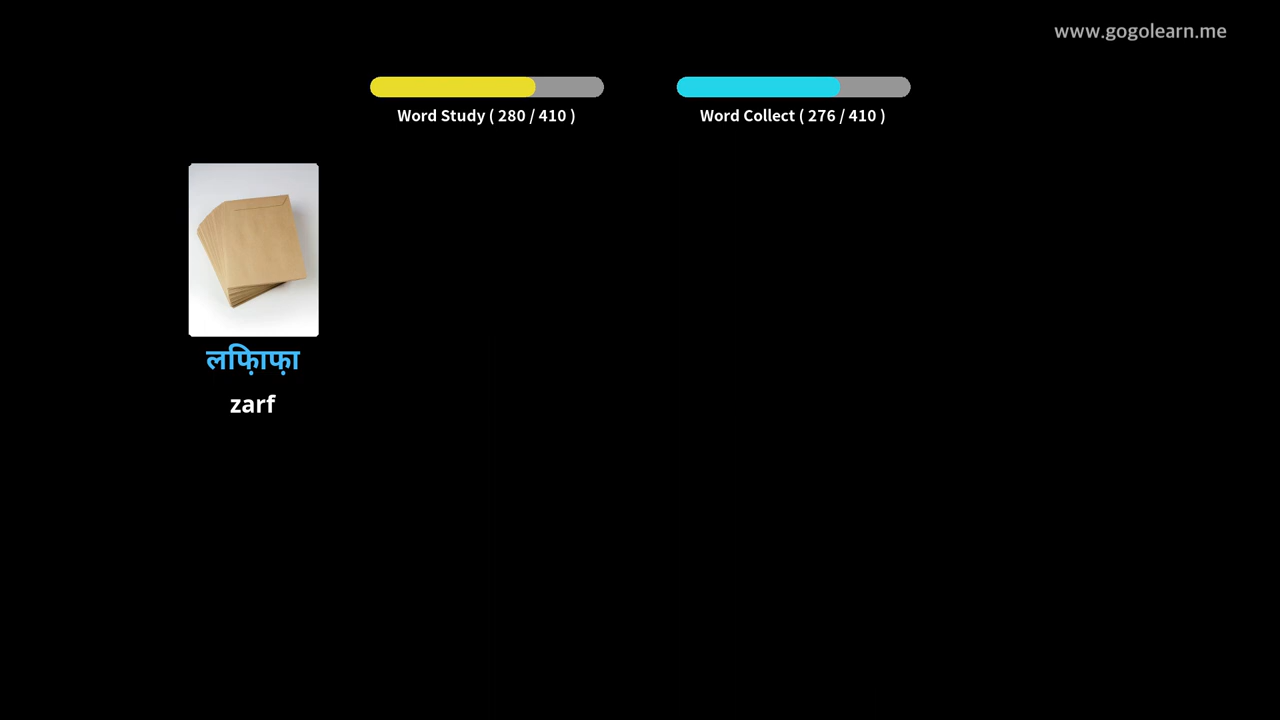 www.gogolearn.me
Word Study ( 280 / 410 )
Word Collect ( 276 / 410 )
लफ़िाफ़ा
zarf